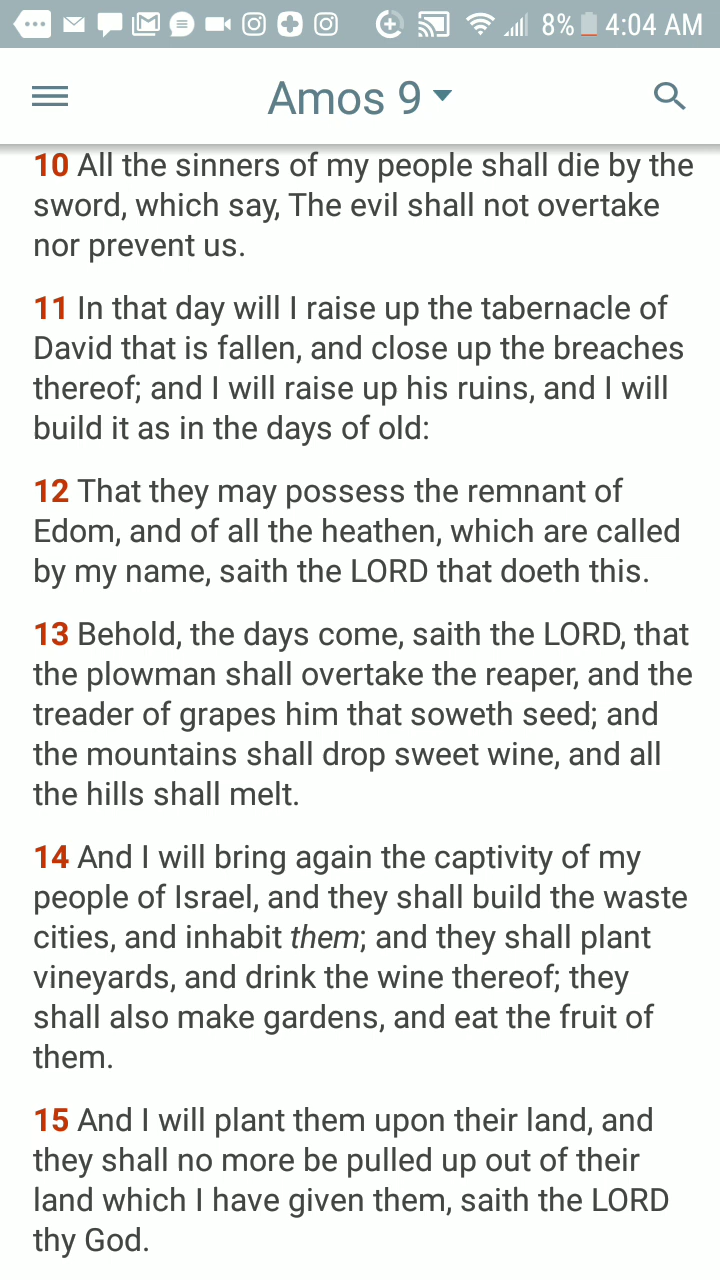 8% 4:04 AM
Amos 9
10 All the sinners of my people shall die by the
sword, which say, The evil shall not overtake
nor prevent us.
11 In that day will I raise up the tabernacle of
David that is fallen, and close up the breaches
thereof; and I will raise up his ruins, and I will
build it as in the days of old:
12 That they may possess the remnant of
Edom, and of all the heathen, which are called
by my name, saith the LORD that doeth this.
13 Behold, the days come, saith the LORD, that
the plowman shall overtake the reaper, and the
treader of grapes him that soweth seed; and
the mountains shall drop sweet wine, and all
the hills shall melt.
14 And I will bring again the captivity of my
people of Israel, and they shall build the waste
cities, and inhabit them; and they shall plant
vineyards, and drink the wine thereof; they
shall also make gardens, and eat the fruit of
them.
15 And I will plant them upon their land, and
they shall no more be pulled up out of their
land which I have given them, saith the LORD
thy God.